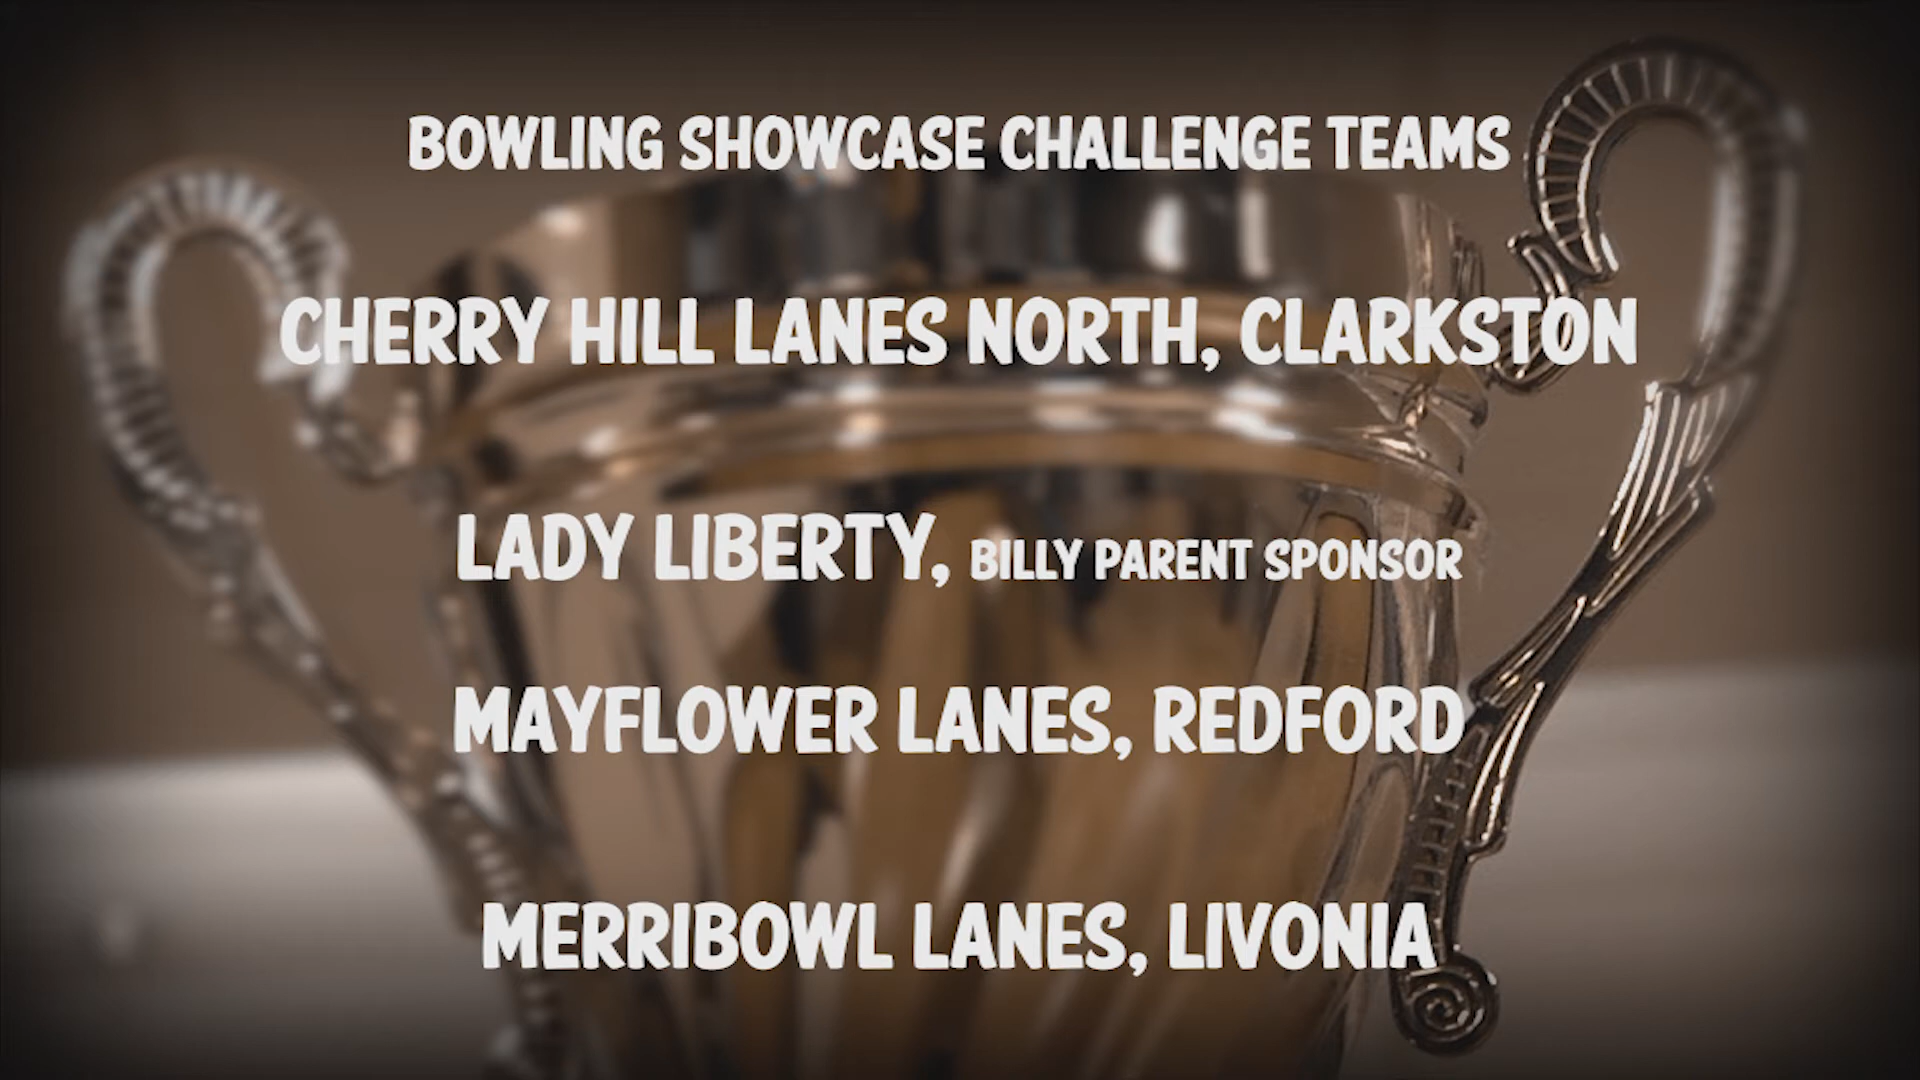 BOWLING SHOWCASE CHALLENGE TEAMS
CHERRY HILL LANES NORTH, CLARKSTON
LADY LIBERTY, BILLY PARENT SPONSOR
MAYFLOWER LANES, REDFORD
MERRIBOWL LANES, LIVONIA